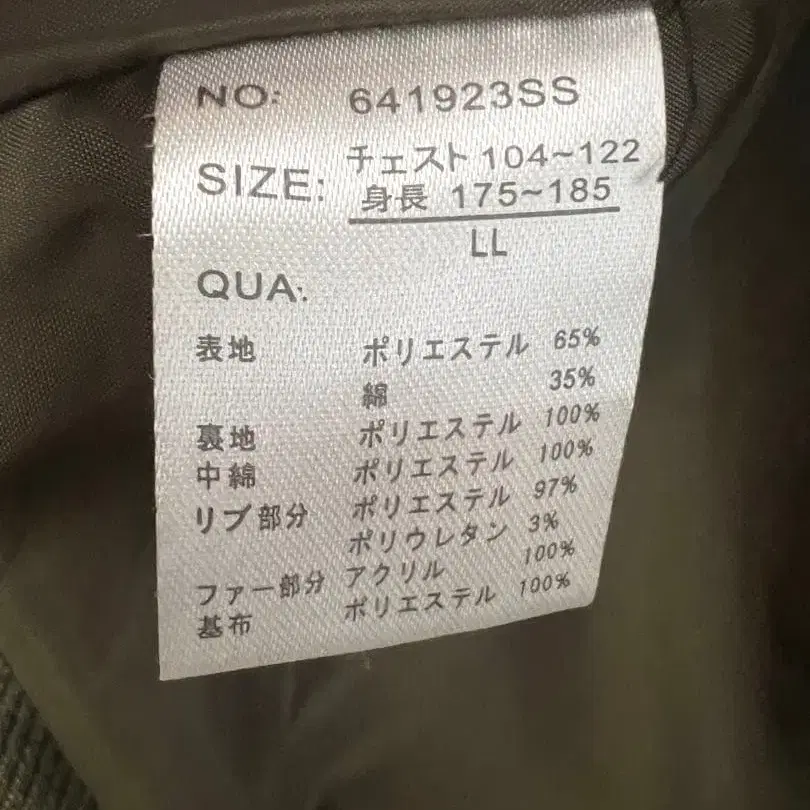 NO: 641923SS
SIZE: チェスト 104~122
身長 175~185
LL
QUA:
表地 ポリエステル 65%
綿 35%
裏地 ポリエステル 100%
中綿 ポリエステル 100%
リブ部分 ポリエステル 97%
ポリウレタン 3%
ファー部分 アクリル 100%
基布 ポリエステル 100%